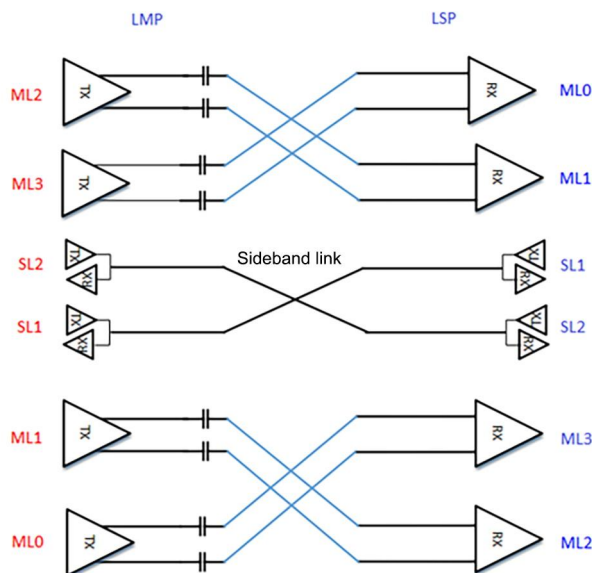 LMP LSP
ML2 TX RX ML0
ML3 TX RX ML1
Sideband link
SL2 TX RX TX RX SL1
SL1 TX RX TX RX SL2
ML1 TX RX ML3
ML0 TX RX ML2